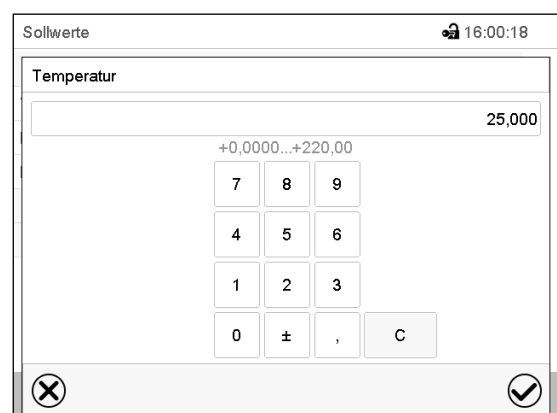 Sollwerte 16:00:18
Temperatur
25,000
+0,0000...+220,00
7 8 9
4 5 6
1 2 3
0 ± , C